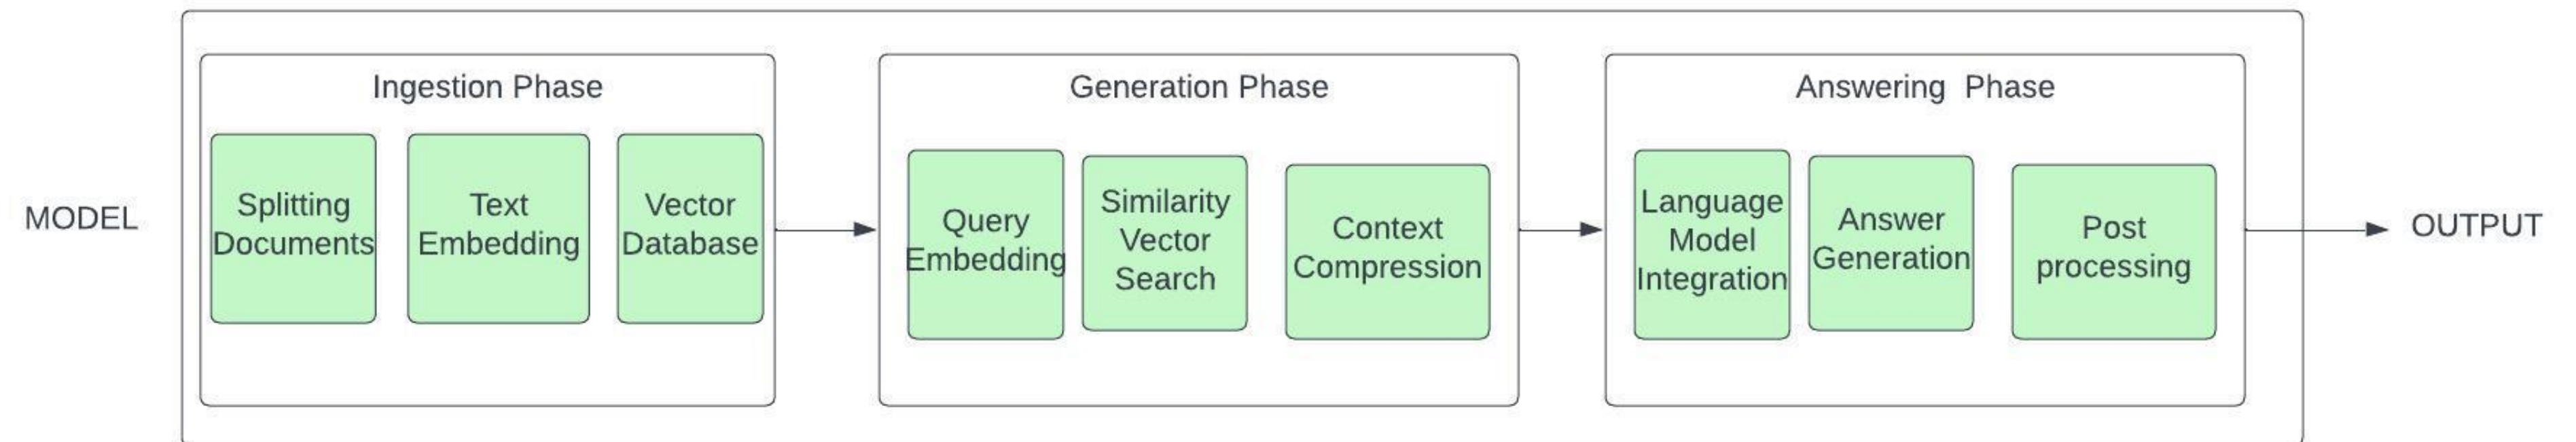 MODEL
Ingestion Phase
Splitting
Documents
Text
Embedding
Vector
Database
Generation Phase
Query
Embedding
Similarity
Vector
Search
Context
Compression
Answering  Phase
Language
Model
Integration
Answer
Generation
Post
processing
OUTPUT